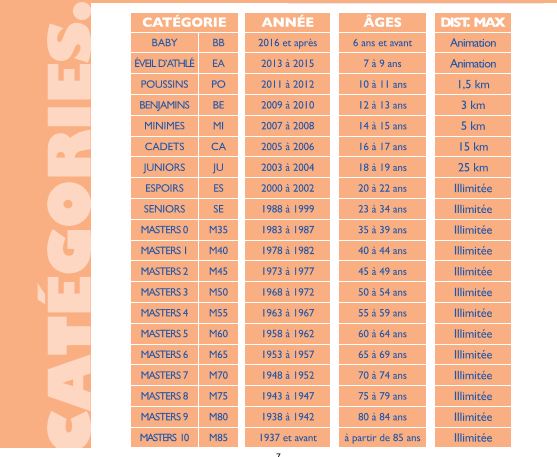 CATÉGORIES.
CATÉGORIE ANNÉE ÂGES DIST. MAX
BABY BB 2016 et après 6 ans et avant Animation
ÉVEIL D'ATHLÉ EA 2013 à 2015 7 à 9 ans Animation
POUSSINS PO 2011 à 2012 10 à 11 ans 1,5 km
BENJAMINS BE 2009 à 2010 12 à 13 ans 3 km
MINIMES MI 2007 à 2008 14 à 15 ans 5 km
CADETS CA 2005 à 2006 16 à 17 ans 15 km
JUNIORS JU 2003 à 2004 18 à 19 ans 25 km
ESPOIRS ES 2000 à 2002 20 à 22 ans Illimitée
SENIORS SE 1988 à 1999 23 à 34 ans Illimitée
MASTERS 0 M35 1983 à 1987 35 à 39 ans Illimitée
MASTERS 1 M40 1978 à 1982 40 à 44 ans Illimitée
MASTERS 2 M45 1973 à 1977 45 à 49 ans Illimitée
MASTERS 3 M50 1968 à 1972 50 à 54 ans Illimitée
MASTERS 4 M55 1963 à 1967 55 à 59 ans Illimitée
MASTERS 5 M60 1958 à 1962 60 à 64 ans Illimitée
MASTERS 6 M65 1953 à 1957 65 à 69 ans Illimitée
MASTERS 7 M70 1948 à 1952 70 à 74 ans Illimitée
MASTERS 8 M75 1943 à 1947 75 à 79 ans Illimitée
MASTERS 9 M80 1938 à 1942 80 à 84 ans Illimitée
MASTERS 10 M85 1937 et avant à partir de 85 ans Illimitée